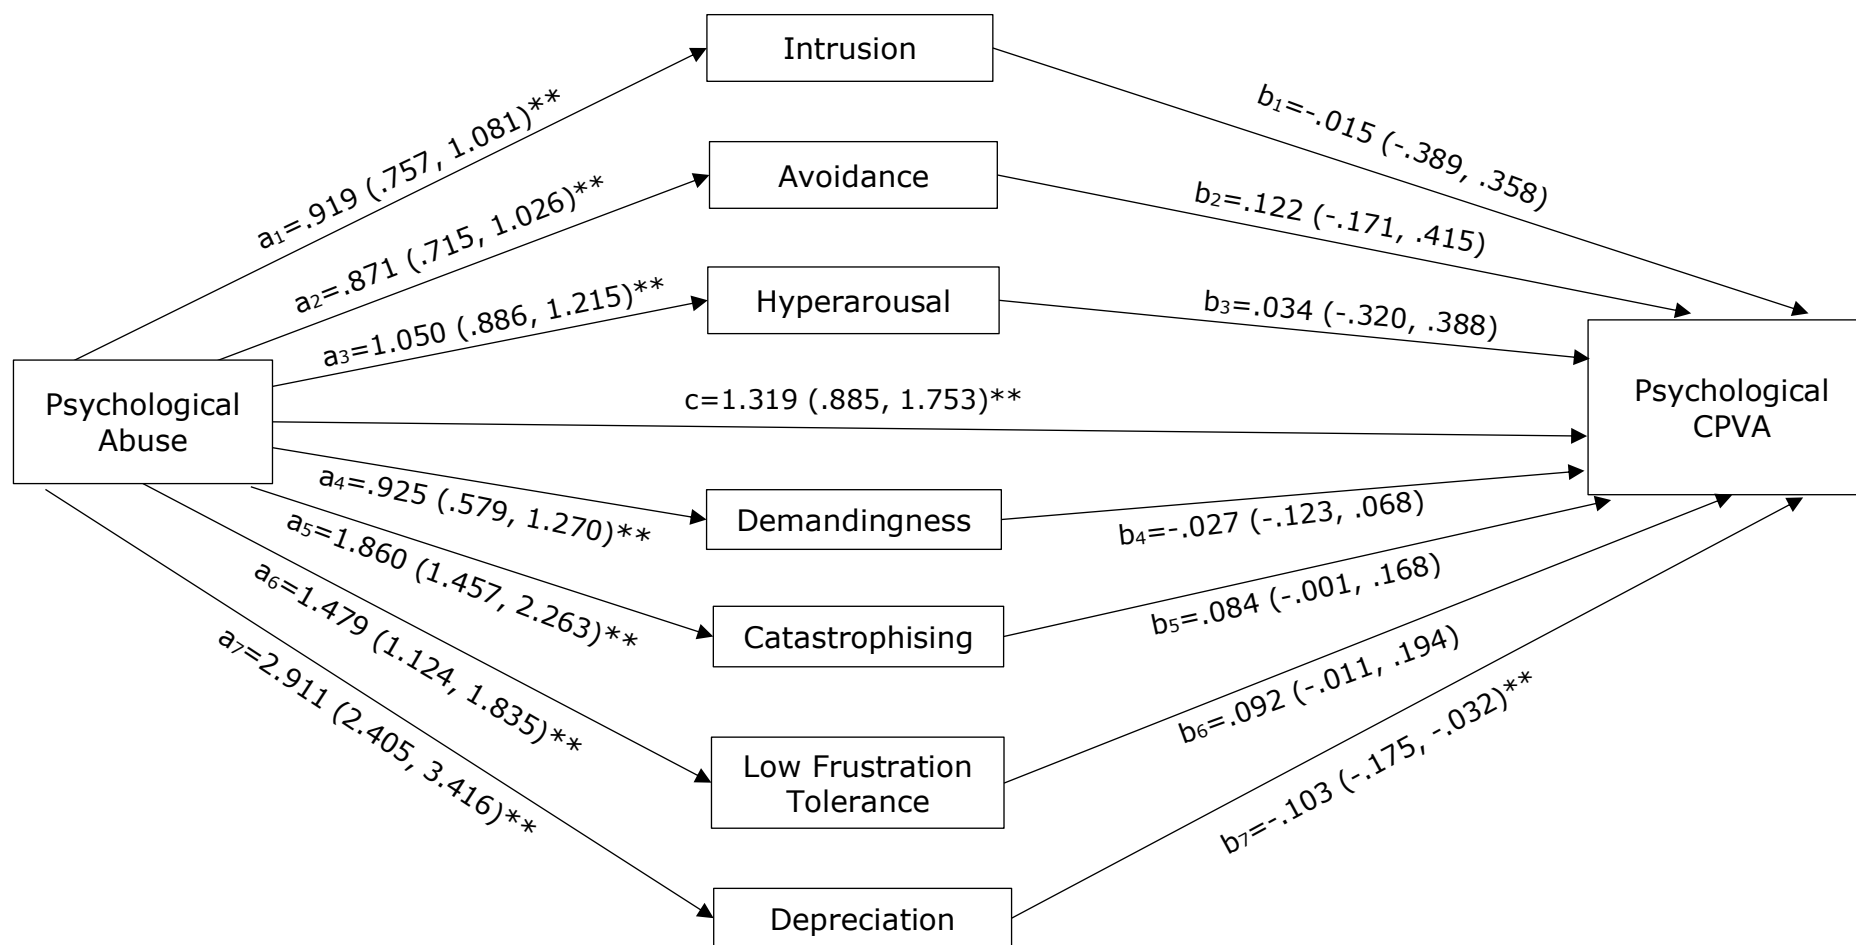 Intrusion
a₁=.919 (.757, 1.081)**
b₁=-.015 (-.389, .358)
Avoidance
a₂=.871 (.715, 1.026)**
b₂=.122 (-.171, .415)
Hyperarousal
a₃=1.050 (.886, 1.215)**
b₃=.034 (-.320, .388)
Psychological
Abuse
c=1.319 (.885, 1.753)**
Psychological
CPVA
a₄=.925 (.579, 1.270)**
Demandingness
b₄=-.027 (-.123, .068)
a₅=1.860 (1.457, 2.263)**
Catastrophising
b₅=.084 (-.001, .168)
a₆=1.479 (1.124, 1.835)**
Low Frustration
Tolerance
b₆=.092 (-.011, .194)
a₇=2.911 (2.405, 3.416)**
Depreciation
b₇=-.103 (-.175, -.032)**